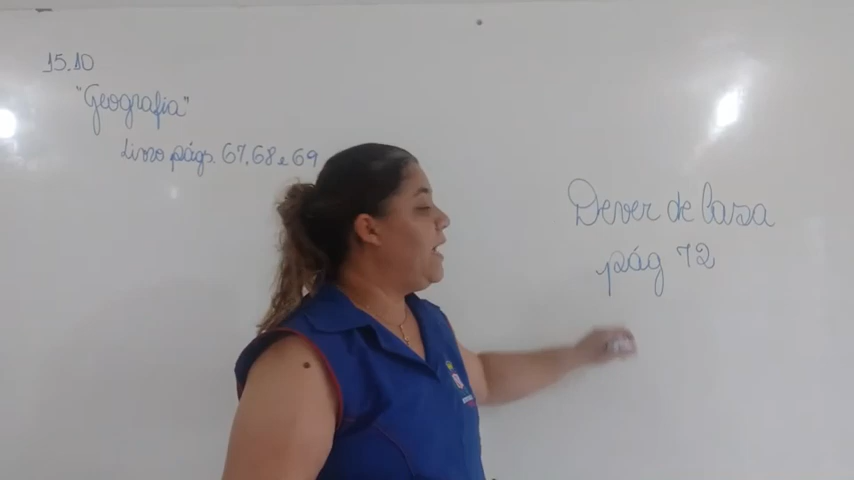 15.10
"Geografia"
Livro págs. 67, 68 e 69
Dever de Casa
pág 72